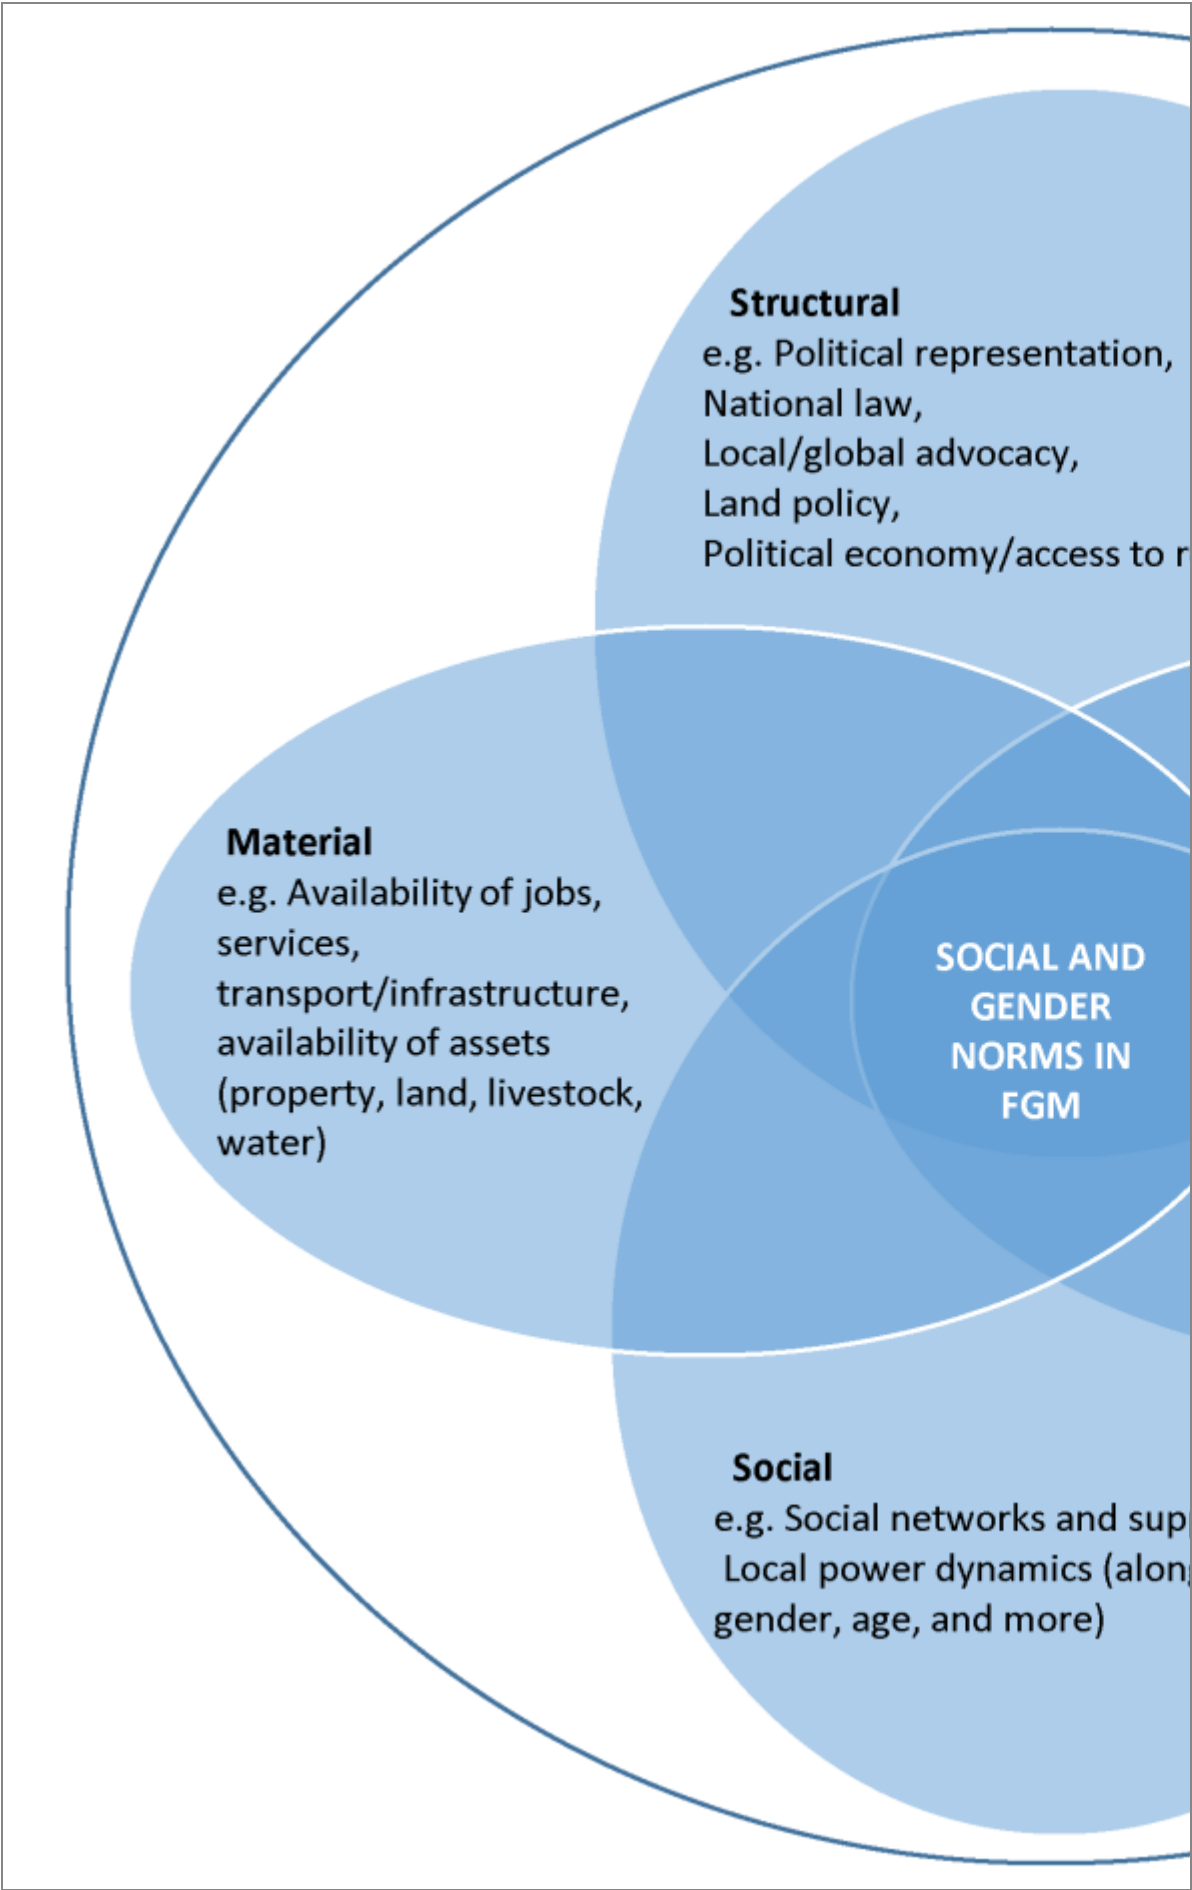 Structural
e.g. Political representation,
National law,
Local/global advocacy,
Land policy,
Political economy/access to
Material
e.g. Availability of jobs,
services,
transport/infrastructure,
availability of assets
(property, land, livestock,
water)
SOCIAL AND
GENDER
NORMS IN
FGM
Social
e.g. Social networks and
Local power dynamics
gender, age, and more)